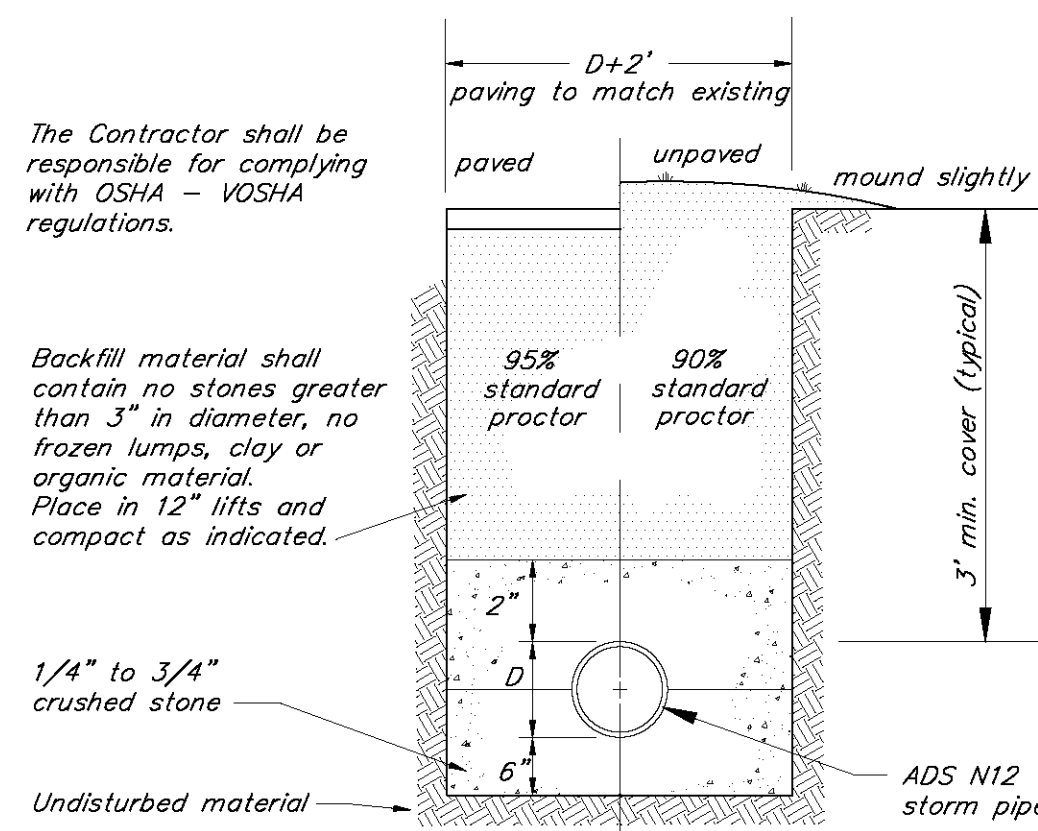 D+2'
paving to match existing
The Contractor shall be
responsible for complying
with OSHA – VOSHA
regulations.
paved
unpaved
mound slightly
Backfill material shall
contain no stones greater
than 3" in diameter, no
frozen lumps, clay or
organic material.
Place in 12" lifts and
compact as indicated.
95%
standard
proctor
90%
standard
proctor
3' min. cover (typical)
2"
D
6"
1/4" to 3/4"
crushed stone
Undisturbed material
ADS N12
storm pipe